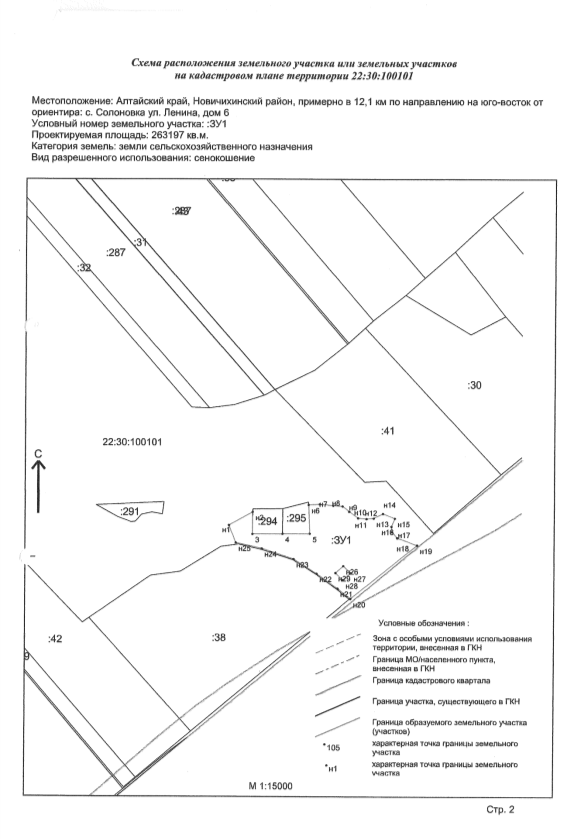 Схема расположения земельного участка или земельных участков
на кадастровом плане территории 22:30:100101
Местоположение: Алтайский край, Новичихинский район, примерно в 12,1 км по направлению на юго-восток от
ориентира: с. Солоновка ул. Ленина, дом 6
Условный номер земельного участка: :ЗУ1
Проектируемая площадь: 263197 кв.м.
Категория земель: земли сельскохозяйственного назначения
Вид разрешенного использования: сенокошение
:287
:31
:287
:32
:30
:41
22:30:100101
С
:291
н1
н2
:294
:295
н6
н7
н8
н9
н10
н11
н12
н13
н14
н15
н16
н17
н18
н19
3
4
5
:ЗУ1
н25
н24
н23
н22
н26
н29
н27
н28
н21
н20
:42
:38
9
Условные обозначения :
Зона с особыми условиями использования
территории, внесенная в ГКН
Граница МО/населенного пункта,
внесенная в ГКН
Граница кадастрового квартала
Граница участка, существующего в ГКН
Граница образуемого земельного участка
(участков)
105
характерная точка границы земельного
участка
н1
характерная точка границы земельного
участка
М 1:15000
Стр. 2